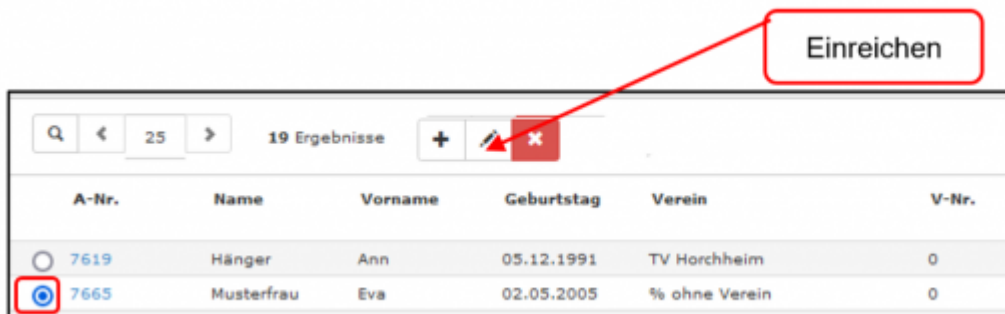 Einreichen
25 19 Ergebnisse
A-Nr. Name Vorname Geburtstag Verein V-Nr.
7619 Hänger Ann 05.12.1991 TV Horchheim 0
7665 Musterfrau Eva 02.05.2005 % ohne Verein 0